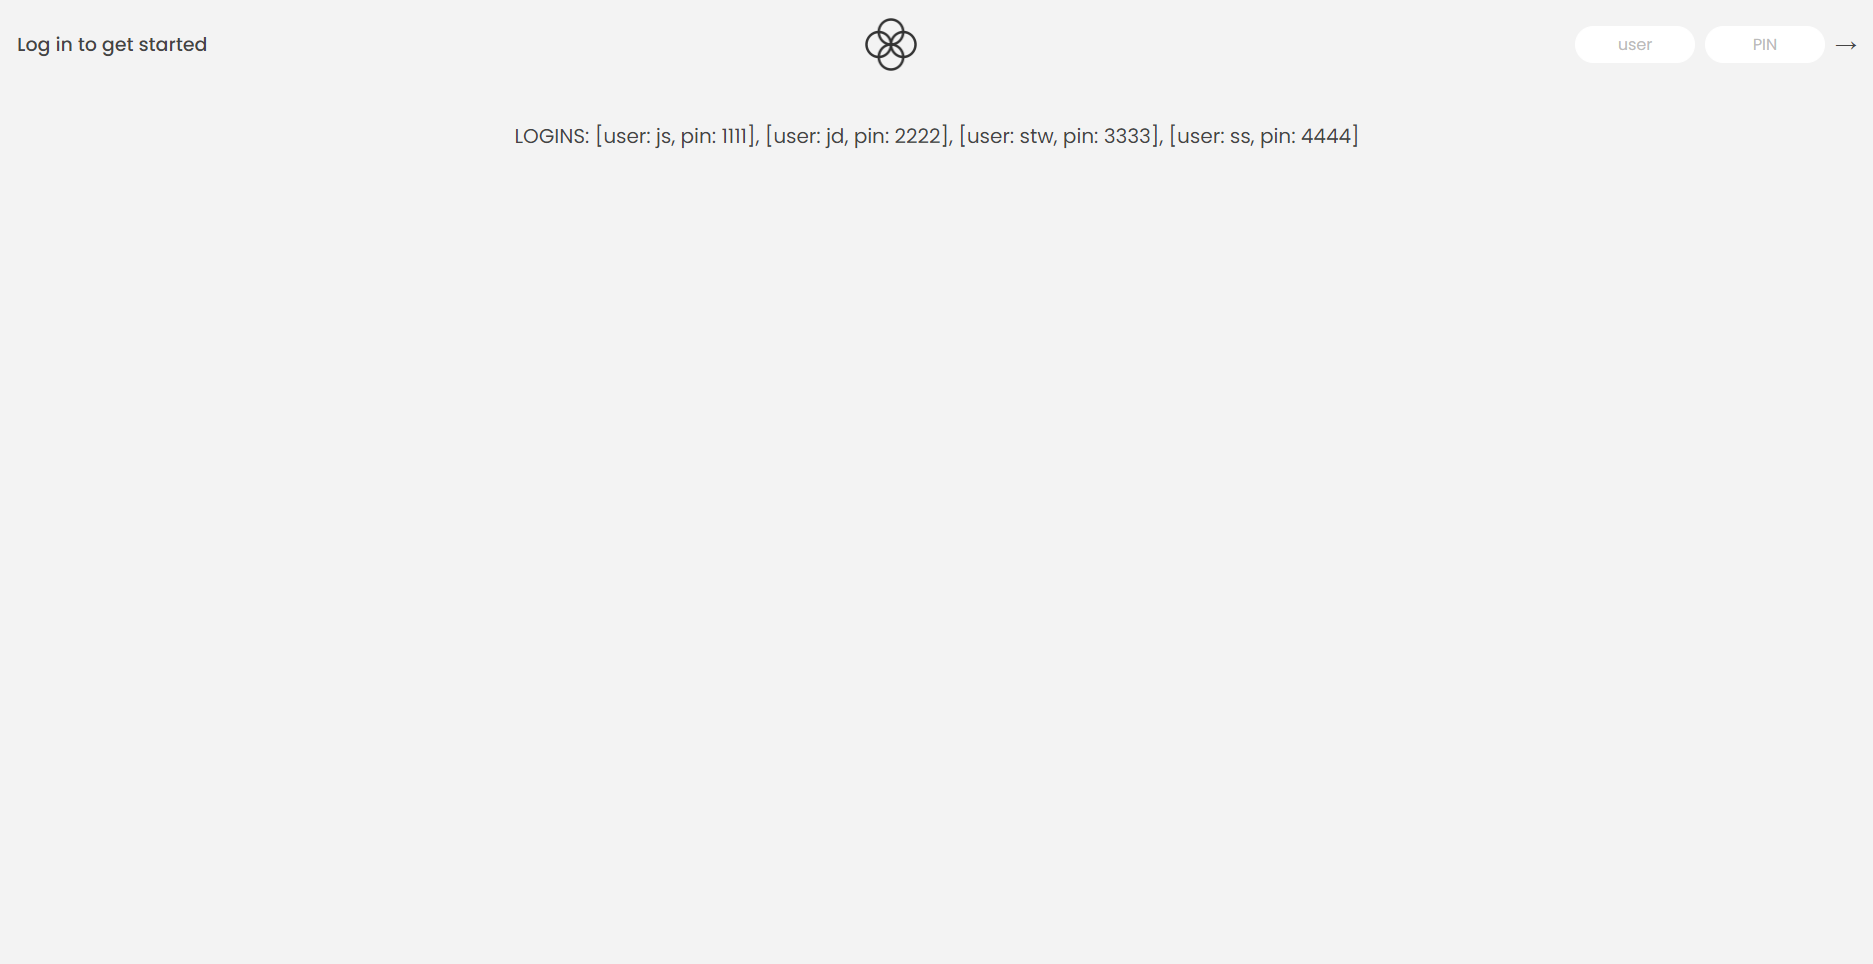 Log in to get started
user
PIN
→
LOGINS: [user: js, pin: 1111], [user: jd, pin: 2222], [user: stw, pin: 3333], [user: ss, pin: 4444]